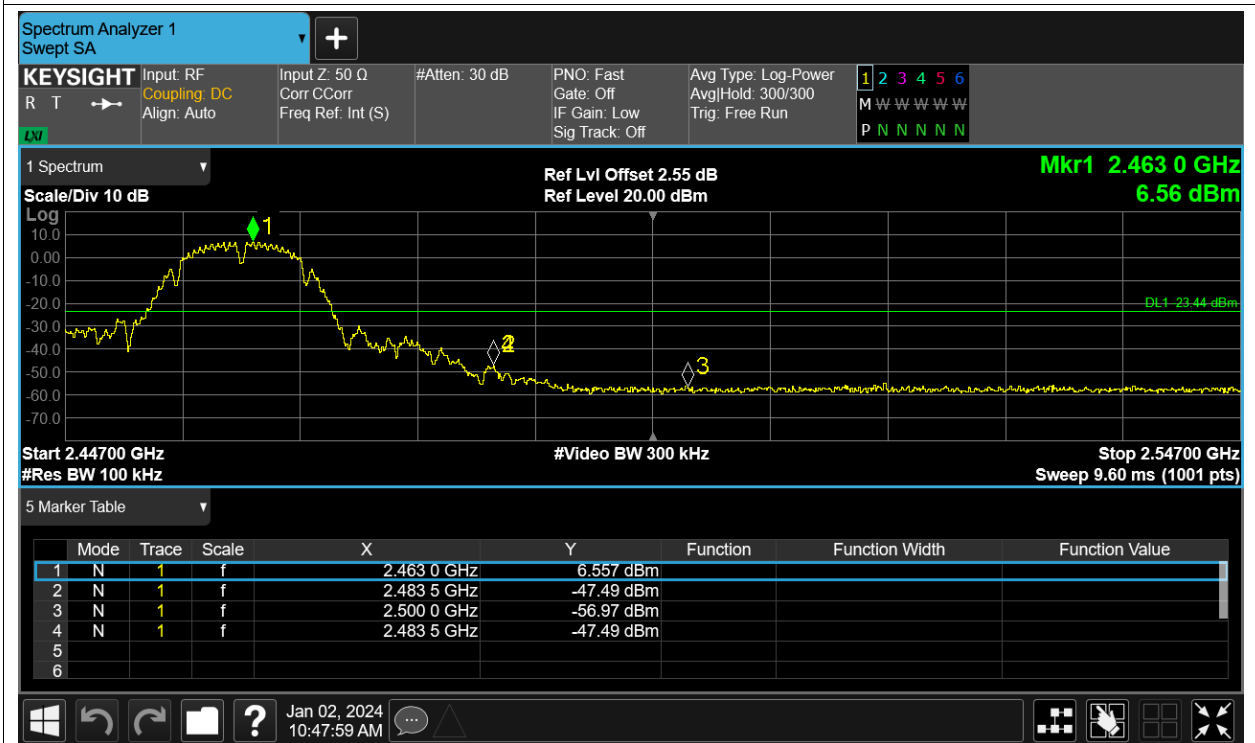 Spectrum Analyzer 1
Swept SA
KEYSIGHT Input: RF Input Z: 50 Ω #Atten: 30 dB PNO: Fast Avg Type: Log-Power 1 2 3 4 5 6
R T Coupling: DC Corr CCorr Gate: Off Avg|Hold: 300/300 M W W W W W
Align: Auto Freq Ref: Int (S) IF Gain: Low Trig: Free Run
LXI Sig Track: Off P N N N N N
1 Spectrum Ref Lvl Offset 2.55 dB Mkr1 2.463 0 GHz
Scale/Div 10 dB Ref Level 20.00 dBm 6.56 dBm
Log
1
10.0
0.00
-10.0
-20.0
DL1 -23.44 dBm
-30.0
-40.0
2
3
-50.0
-60.0
-70.0
Start 2.44700 GHz #Video BW 300 kHz Stop 2.54700 GHz
#Res BW 100 kHz Sweep 9.60 ms (1001 pts)
5 Marker Table
Mode Trace Scale X Y Function Function Width Function Value
1 N 1 f 2.463 0 GHz 6.557 dBm
2 N 1 f 2.483 5 GHz -47.49 dBm
3 N 1 f 2.500 0 GHz -56.97 dBm
4 N 1 f 2.483 5 GHz -47.49 dBm
5
6
? Jan 02, 2024
10:47:59 AM